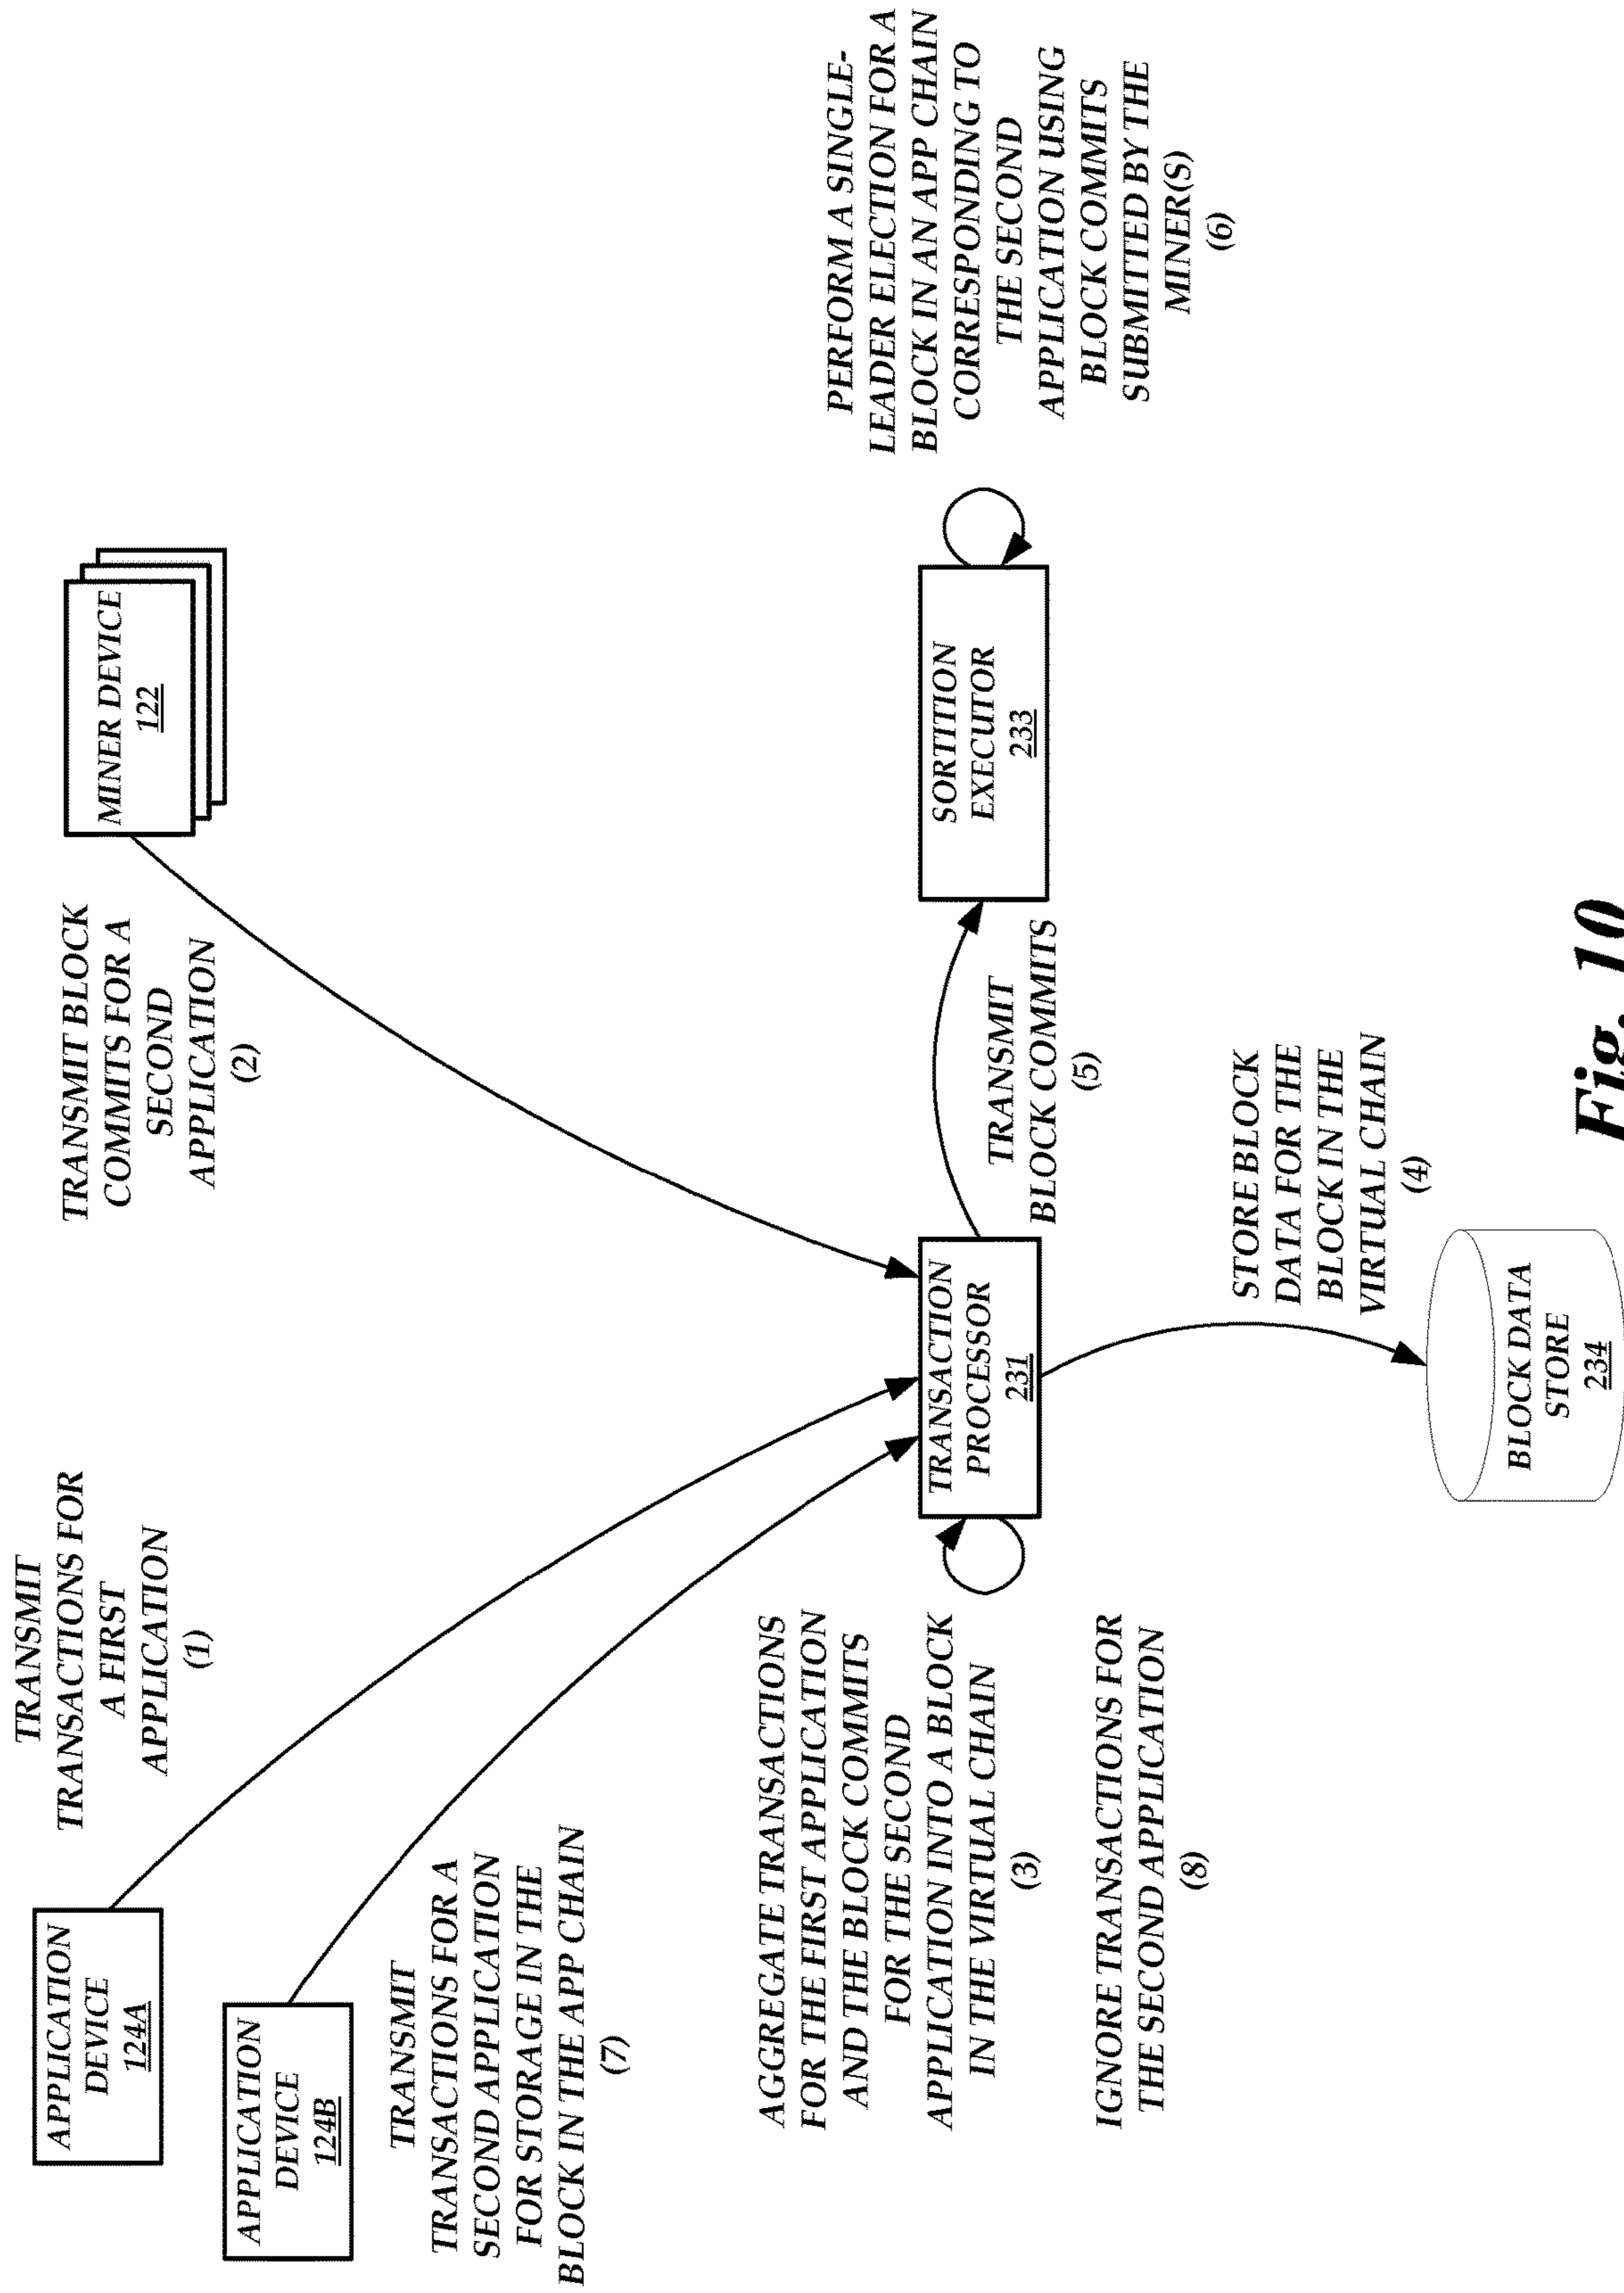 APPLICATION
DEVICE
124A
TRANSMIT
TRANSACTIONS FOR
A FIRST
APPLICATION
(1)
TRANSMIT BLOCK
COMMITS FOR A
SECOND
APPLICATION
(2)
MINER DEVICE
122
APPLICATION
DEVICE
124B
TRANSMIT
TRANSACTIONS FOR A
SECOND APPLICATION
FOR STORAGE IN THE
BLOCK IN THE APP CHAIN
(7)
AGGREGATE TRANSACTIONS
FOR THE FIRST APPLICATION
AND THE BLOCK COMMITS
FOR THE SECOND
APPLICATION INTO A BLOCK
IN THE VIRTUAL CHAIN
(3)
IGNORE TRANSACTIONS FOR
THE SECOND APPLICATION
(8)
TRANSACTION
PROCESSOR
231
TRANSMIT
BLOCK COMMITS
(5)
SORTITION
EXECUTOR
233
PERFORM A SINGLE-
LEADER ELECTION FOR A
BLOCK IN AN APP CHAIN
CORRESPONDING TO
THE SECOND
APPLICATION USING
BLOCK COMMITS
SUBMITTED BY THE
MINER(S)
(6)
STORE BLOCK
DATA FOR THE
BLOCK IN THE
VIRTUAL CHAIN
(4)
BLOCK DATA
STORE
234
Fig. 10